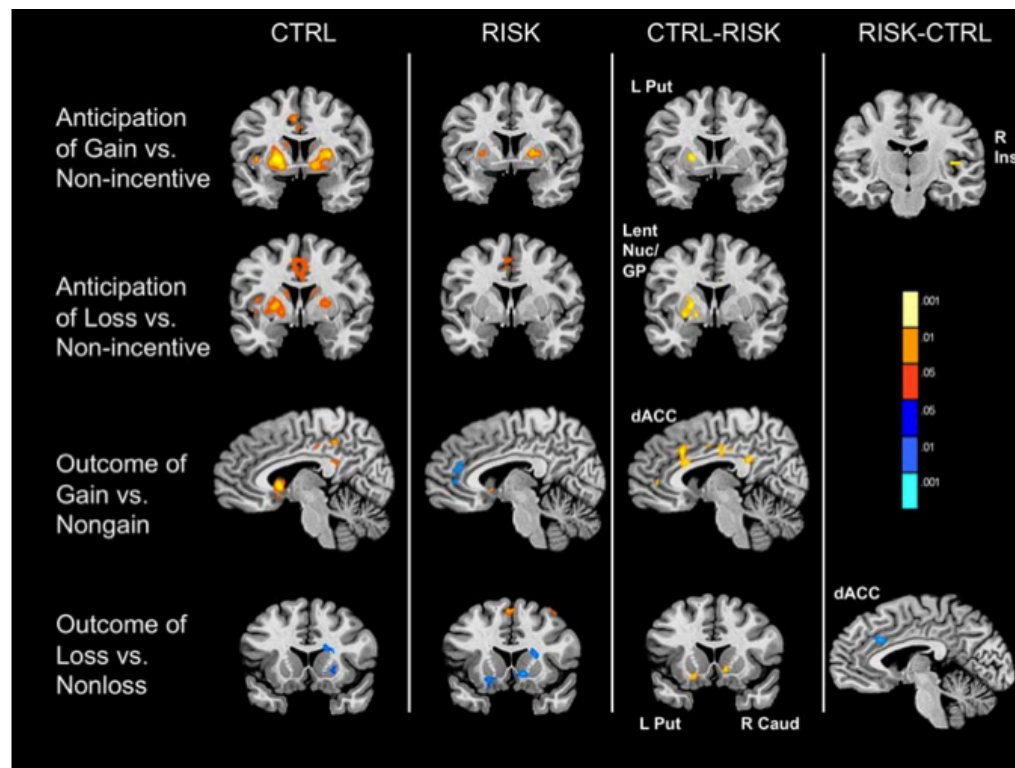 CTRL
RISK
CTRL-RISK
RISK-CTRL
Anticipation
of Gain vs.
Non-incentive
L Put
R
Ins
Anticipation
of Loss vs.
Non-incentive
Lent
Nuc/
GP
.001
.01
.05
.05
.01
.001
Outcome of
Gain vs.
Nongain
dACC
Outcome of
Loss vs.
Nonloss
dACC
L Put
R Caud